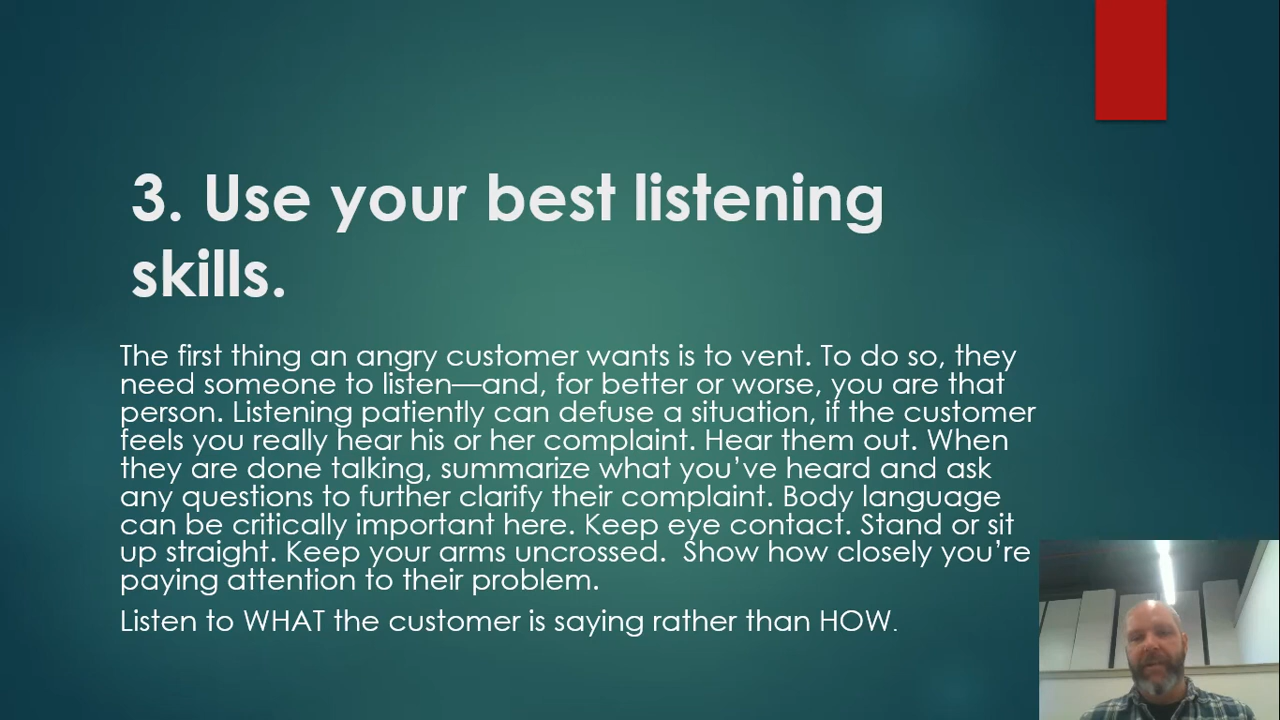 3. Use your best listening
skills.
The first thing an angry customer wants is to vent. To do so, they
need someone to listen—and, for better or worse, you are that
person. Listening patiently can defuse a situation, if the customer
feels you really hear his or her complaint. Hear them out. When
they are done talking, summarize what you’ve heard and ask
any questions to further clarify their complaint. Body language
can be critically important here. Keep eye contact. Stand or sit
up straight. Keep your arms uncrossed.  Show how closely you’re
paying attention to their problem.
Listen to WHAT the customer is saying rather than HOW.